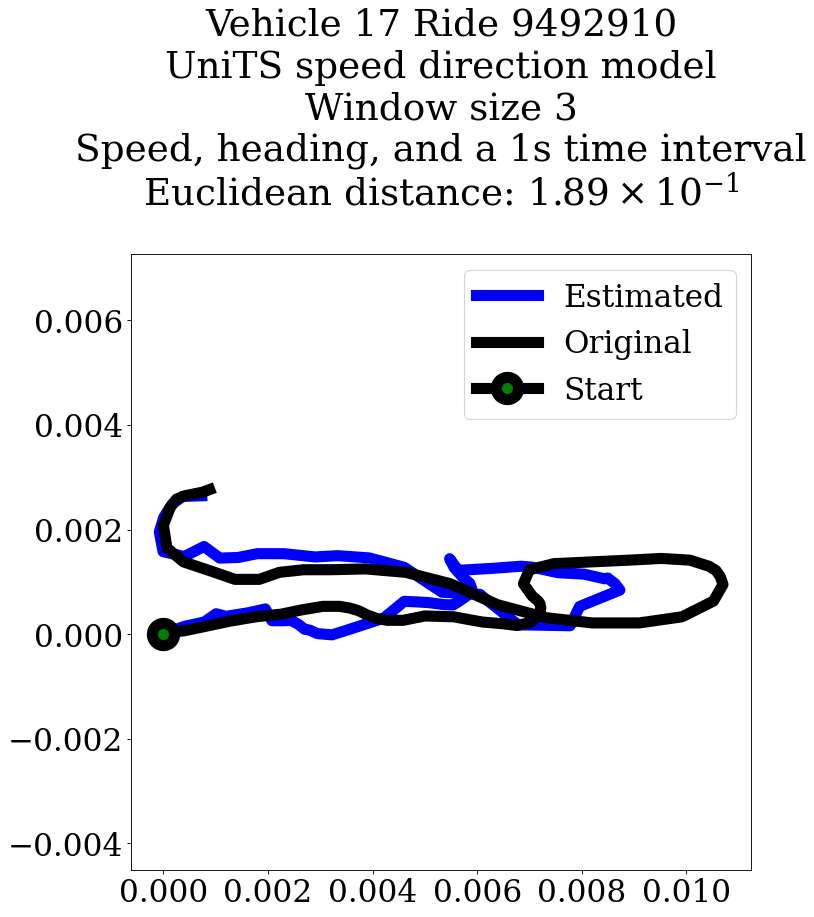 Vehicle 17 Ride 9492910
UniTS speed direction model
Window size 3
Speed, heading, and a 1s time interval
Euclidean distance: 1.89 × 10⁻¹
Estimated
Original
Start
0.006
0.004
0.002
0.000
−0.002
−0.004
0.000 0.002 0.004 0.006 0.008 0.010